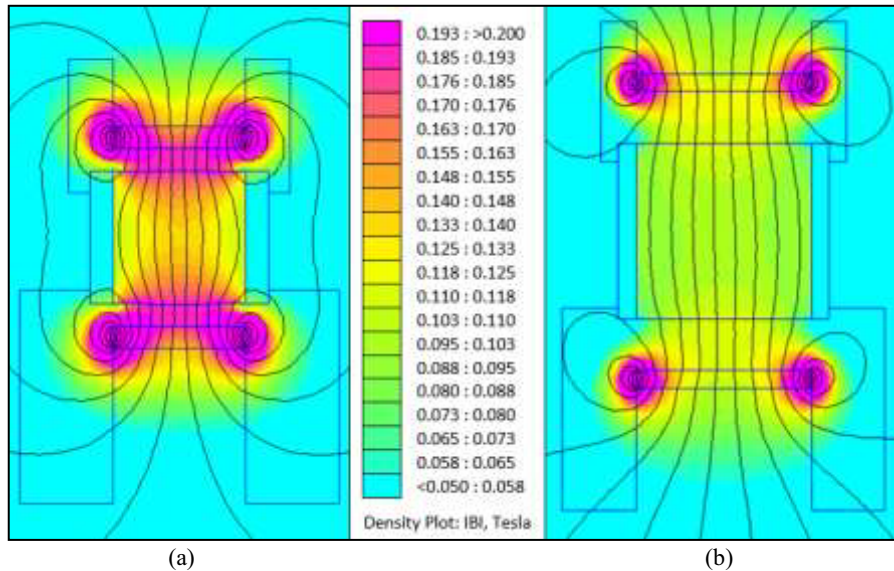 0.193 : >0.200
0.185 : 0.193
0.176 : 0.185
0.170 : 0.176
0.163 : 0.170
0.155 : 0.163
0.148 : 0.155
0.140 : 0.148
0.133 : 0.140
0.125 : 0.133
0.118 : 0.125
0.110 : 0.118
0.103 : 0.110
0.095 : 0.103
0.088 : 0.095
0.080 : 0.088
0.073 : 0.080
0.065 : 0.073
0.058 : 0.065
<0.050 : 0.058
Density Plot: IBI, Tesla
(a)
(b)